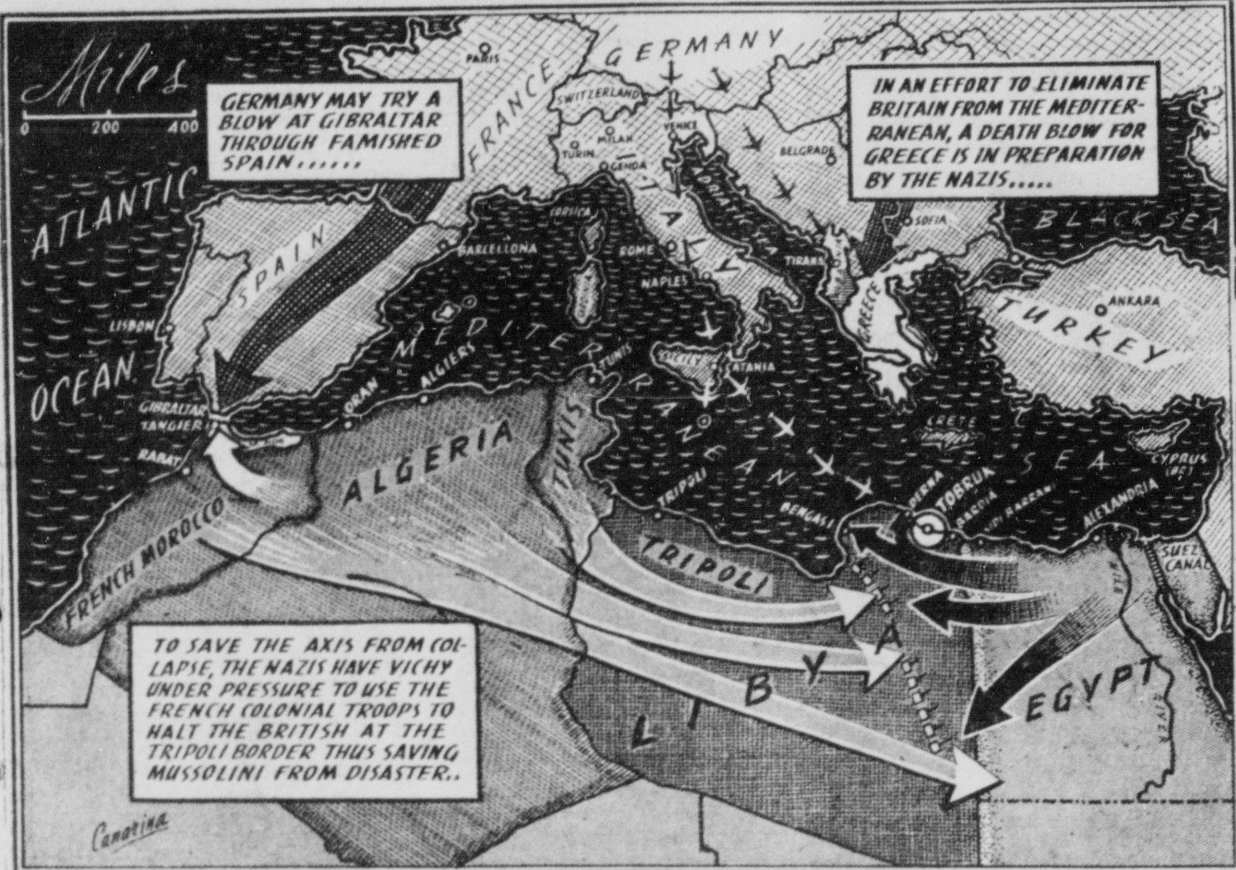 Miles
0 200 400
GERMANY MAY TRY A
BLOW AT GIBRALTAR
THROUGH FAMISHED
SPAIN......
IN AN EFFORT TO ELIMINATE
BRITAIN FROM THE MEDITER-
RANEAN, A DEATH BLOW FOR
GREECE IS IN PREPARATION
BY THE NAZIS.....
PARIS
GERMANY
FRANCE
SWITZERLAND
MILAN
VENICE
TURIN
GENOA
BELGRADE
ATLANTIC
OCEAN
BLACK SEA
ITALY
ADRIATIC
CORSICA
ROME
TIRANA
SOFIA
SPAIN
BARCELLONA
NAPLES
GREECE
ANKARA
TURKEY
LISBON
MEDITERRANEAN SEA
SICILY
CATANIA
TUNIS
ALGIERS
ORAN
GIBRALTAR
TANGIER
RABAT
CRETE
CYPRUS
(BR.)
ALGERIA
TUNIS
TRIPOLI
BENGASI
DERNA
TOBRUK
BARDIA
SIDI BARRANI
ALEXANDRIA
SUEZ
CANAL
FRENCH MOROCCO
TRIPOLI
LIBYA
EGYPT
NILE
RIVER
TO SAVE THE AXIS FROM COL-
LAPSE, THE NAZIS HAVE VICHY
UNDER PRESSURE TO USE THE
FRENCH COLONIAL TROOPS TO
HALT THE BRITISH AT THE
TRIPOLI BORDER THUS SAVING
MUSSOLINI FROM DISASTER..
Canarina